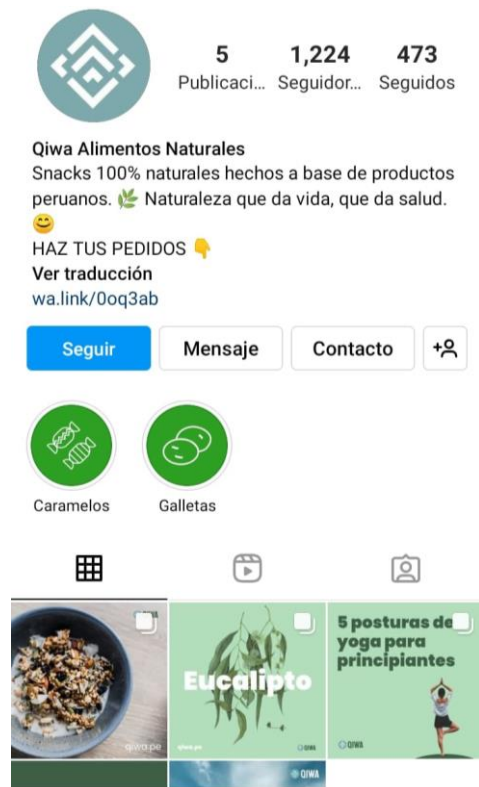 5 1,224 473
Publicaci... Seguidor... Seguidos
Qiwa Alimentos Naturales
Snacks 100% naturales hechos a base de productos
peruanos. 🌿 Naturaleza que da vida, que da salud.
😊
HAZ TUS PEDIDOS 👇
Ver traducción
wa.link/0oq3ab
Seguir Mensaje Contacto
Caramelos Galletas
qiwa.pe
Eucalipto
qiwa.pe QIWA
5 posturas de
yoga para
principiantes
QIWA
QIWA